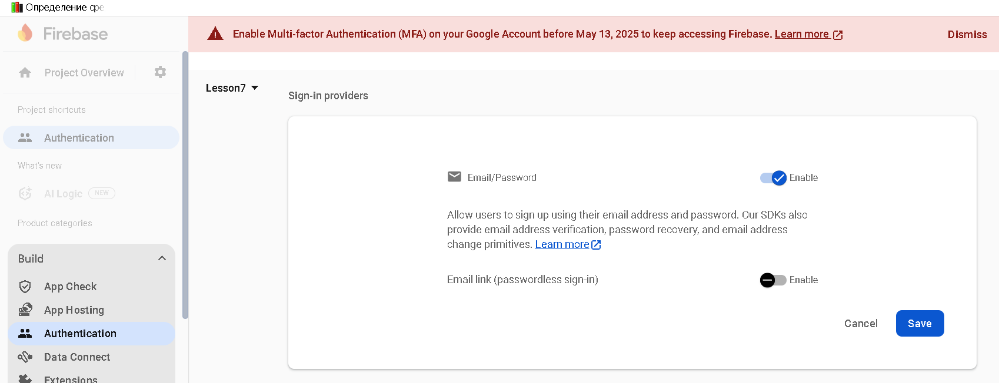 Определение сре
Firebase
Enable Multi-factor Authentication (MFA) on your Google Account before May 13, 2025 to keep accessing Firebase. Learn more
Dismiss
Project Overview
Lesson7
Sign-in providers
Project shortcuts
Authentication
What's new
AI Logic NEW
Product categories
Email/Password
Enable
Allow users to sign up using their email address and password. Our SDKs also
provide email address verification, password recovery, and email address
change primitives. Learn more
Email link (passwordless sign-in)
Enable
Cancel
Save
Build
App Check
App Hosting
Authentication
Data Connect
Extensions